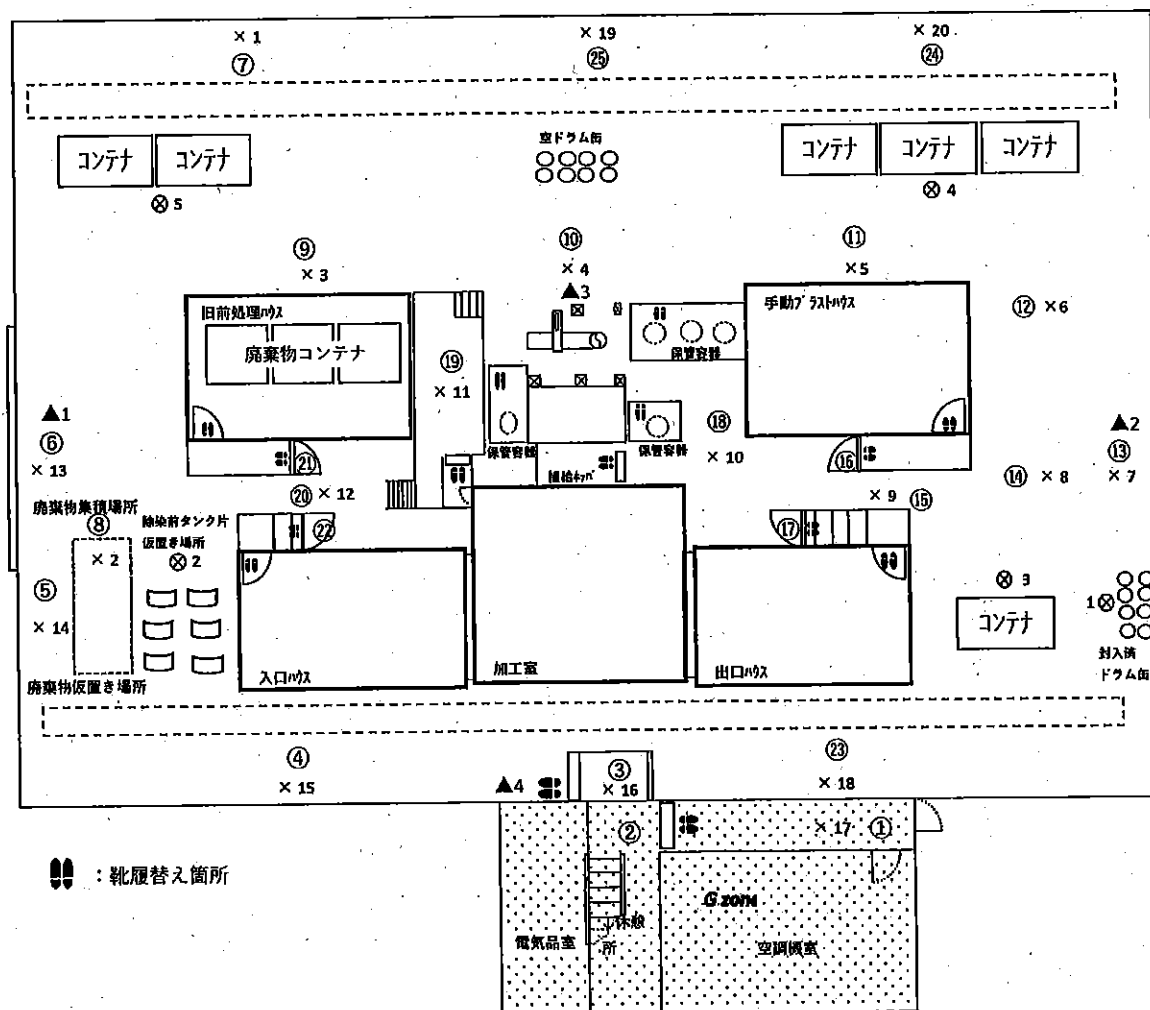 × 1
× 19
× 20
⑦
㉕
㉔
コンテナ
コンテナ
空ドラム缶
コンテナ
コンテナ
コンテナ
⊗ 5
⊗ 4
⑨
⑩
⑪
× 3
× 4
× 5
▲3
旧前処理ハウス
手動ブラストハウス
⑫ × 6
廃棄物コンテナ
保管容器
⑲
× 11
▲1
▲2
⑥
⑱
⑬
保管容器
保管容器
× 13
㉑
× 10
⑯
⑭ × 8
× 7
⑳ × 12
× 9 ⑮
廃棄物集積場所
⑧
除染前タンク片
仮置き場所
㉒
⑰
× 2
⊗ 2
⊗ 3
⑤
1⊗
× 14
コンテナ
封入済
ドラム缶
廃棄物仮置き場所
入口ハウス
加工室
出口ハウス
④
③
㉓
× 15
▲4
× 16
× 18
②
× 17 ①
: 靴履替え箇所
G zone
電気品室
休憩
所
空調機室